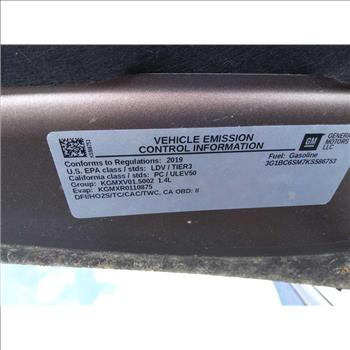 VEHICLE EMISSION
CONTROL INFORMATION
Conforms to Regulations: 2019
U.S. EPA class / stds: LDV / TIER3
California class / stds: PC / ULEV50
Group: KGMXV01.5002 1.4L
Evap: KGMXR0110875
DFI/HO2S/TC/CAC/TWC, CA OBD: II
GM
GENERAL
MOTORS
LLC
Fuel: Gasoline
3G1BC6SM7KS586753